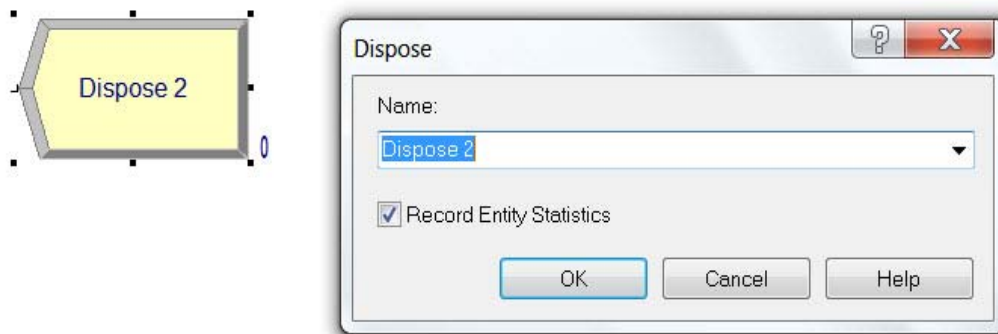 Dispose 2
0
Dispose
Name:
Dispose 2
Record Entity Statistics
OK Cancel Help